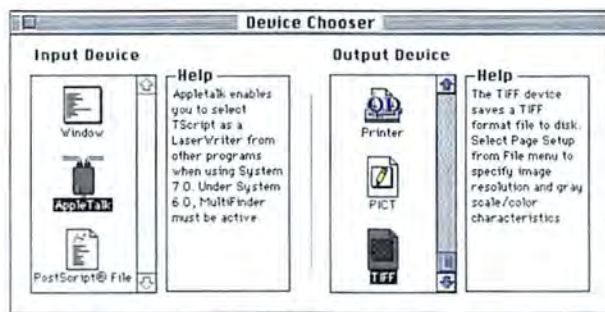 Device Chooser
Input Device
Window
AppleTalk
PostScript® File
Help
Appletalk enables
you to select
TScript as a
LaserWriter from
other programs
when using System
7.0. Under System
6.0, MultiFinder
must be active.
Output Device
QD
Printer
PICT
TIFF
Help
The TIFF device
saves a TIFF
format file to disk.
Select Page Setup
from File menu to
specify image
resolution and gray
scale/color
characteristics